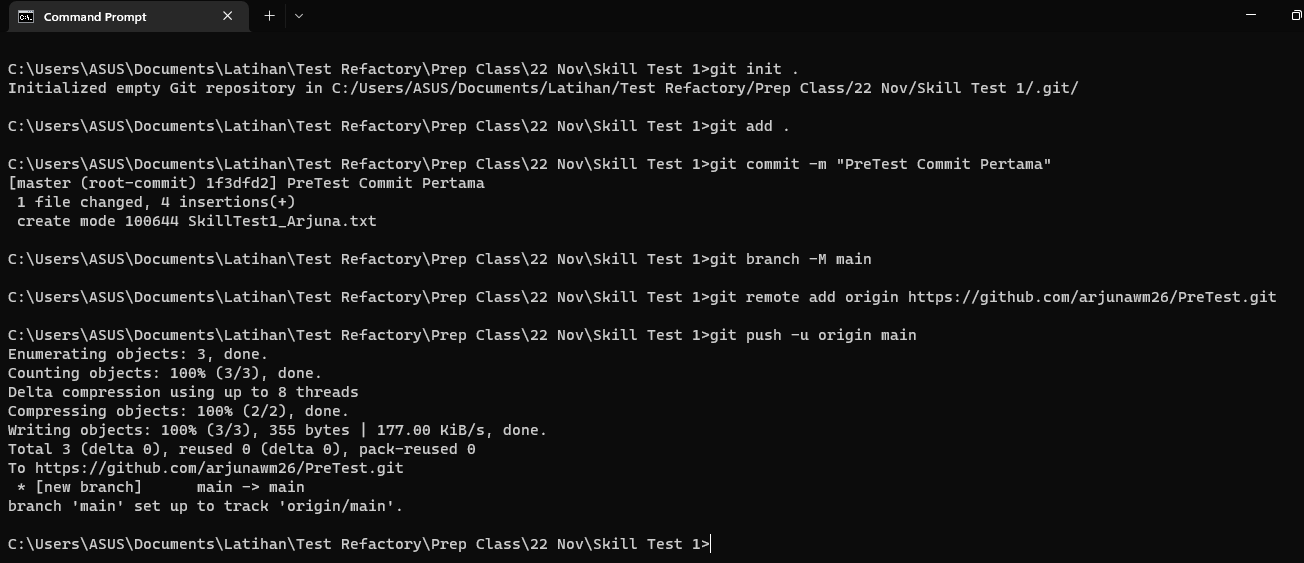 Command Prompt
C:\Users\ASUS\Documents\Latihan\Test Refactory\Prep Class\22 Nov\Skill Test 1>git init .
Initialized empty Git repository in C:/Users/ASUS/Documents/Latihan/Test Refactory/Prep Class/22 Nov/Skill Test 1/.git/
C:\Users\ASUS\Documents\Latihan\Test Refactory\Prep Class\22 Nov\Skill Test 1>git add .
C:\Users\ASUS\Documents\Latihan\Test Refactory\Prep Class\22 Nov\Skill Test 1>git commit -m "PreTest Commit Pertama"
[master (root-commit) 1f3dfd2] PreTest Commit Pertama
 1 file changed, 4 insertions(+)
 create mode 100644 SkillTest1_Arjuna.txt
C:\Users\ASUS\Documents\Latihan\Test Refactory\Prep Class\22 Nov\Skill Test 1>git branch -M main
C:\Users\ASUS\Documents\Latihan\Test Refactory\Prep Class\22 Nov\Skill Test 1>git remote add origin https://github.com/arjunawm26/PreTest.git
C:\Users\ASUS\Documents\Latihan\Test Refactory\Prep Class\22 Nov\Skill Test 1>git push -u origin main
Enumerating objects: 3, done.
Counting objects: 100% (3/3), done.
Delta compression using up to 8 threads
Compressing objects: 100% (2/2), done.
Writing objects: 100% (3/3), 355 bytes | 177.00 KiB/s, done.
Total 3 (delta 0), reused 0 (delta 0), pack-reused 0
To https://github.com/arjunawm26/PreTest.git
 * [new branch]      main -> main
branch 'main' set up to track 'origin/main'.
C:\Users\ASUS\Documents\Latihan\Test Refactory\Prep Class\22 Nov\Skill Test 1>